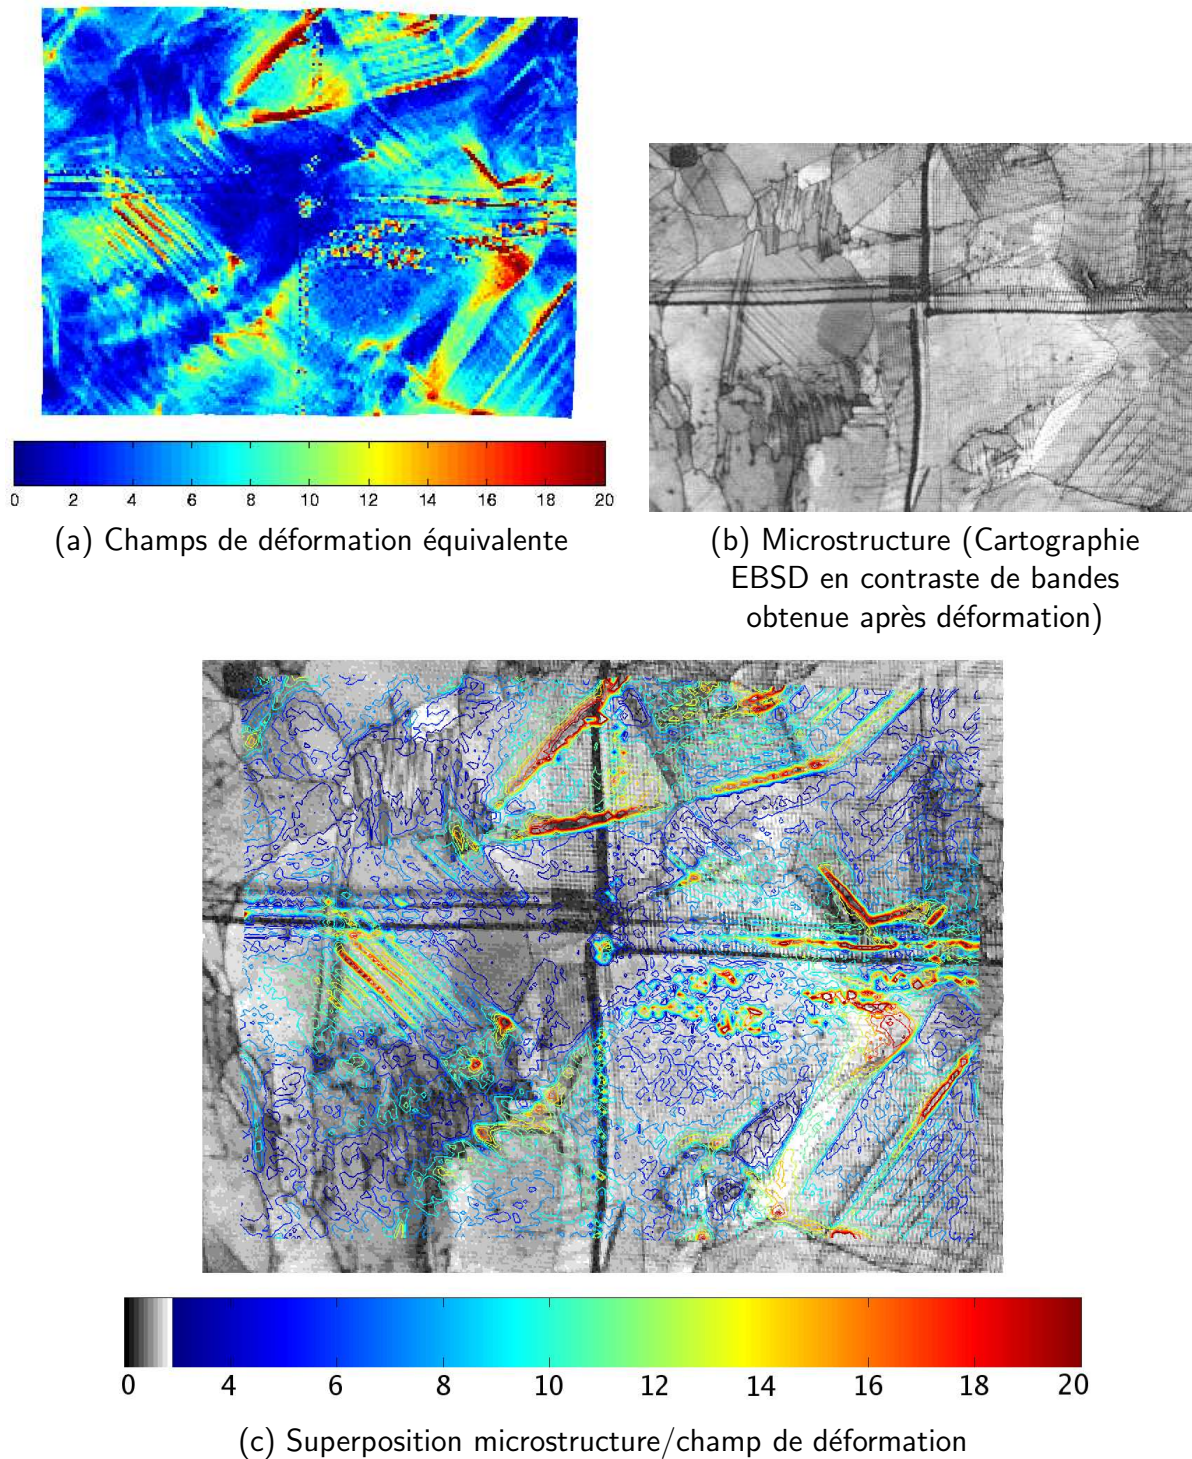 0 2 4 6 8 10 12 14 16 18 20
(a) Champs de déformation équivalente
(b) Microstructure (Cartographie
EBSD en contraste de bandes
obtenue après déformation)
0 4 6 8 10 12 14 16 18 20
(c) Superposition microstructure/champ de déformation